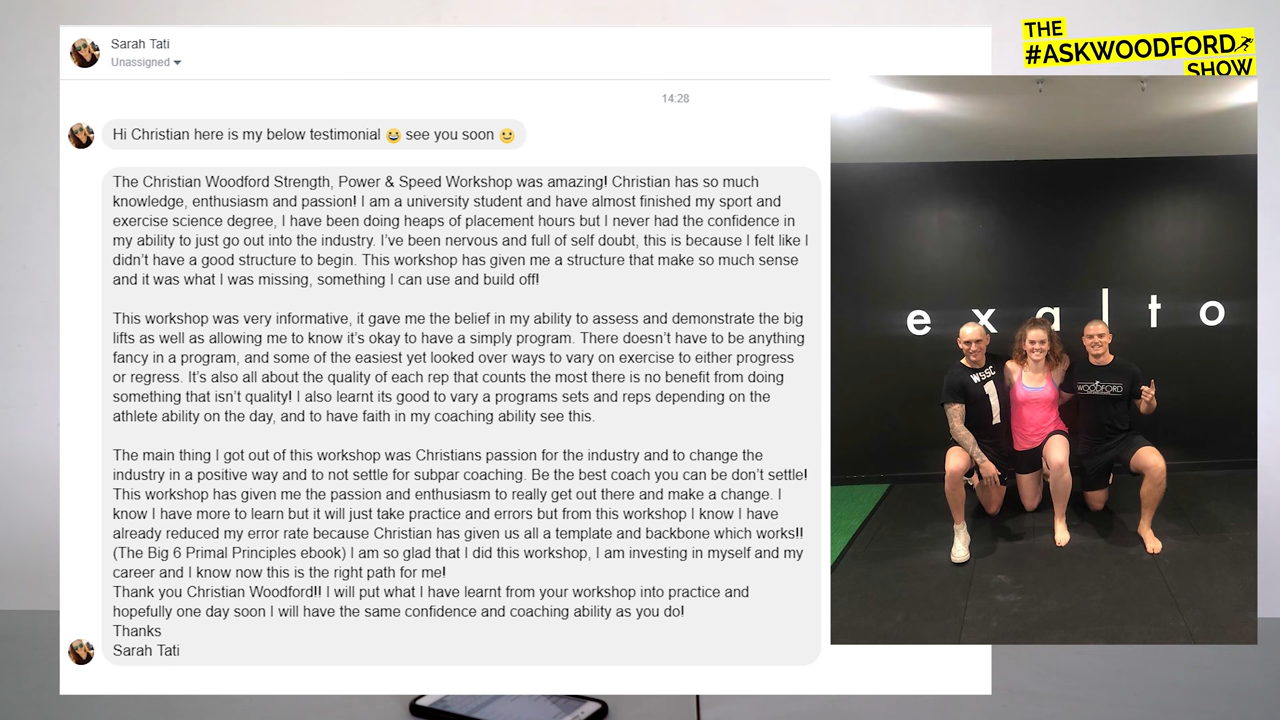 THE
#ASKWOODFORD
SHOW
Sarah Tati
Unassigned
14:28
Hi Christian here is my below testimonial 😀 see you soon 🙂
The Christian Woodford Strength, Power & Speed Workshop was amazing! Christian has so much
knowledge, enthusiasm and passion! I am a university student and have almost finished my sport and
exercise science degree, I have been doing heaps of placement hours but I never had the confidence in
my ability to just go out into the industry. I've been nervous and full of self doubt, this is because I felt like I
didn't have a good structure to begin. This workshop has given me a structure that make so much sense
and it was what I was missing, something I can use and build off!
This workshop was very informative, it gave me the belief in my ability to assess and demonstrate the big
lifts as well as allowing me to know it's okay to have a simply program. There doesn't have to be anything
fancy in a program, and some of the easiest yet looked over ways to vary on exercise to either progress
or regress. It's also all about the quality of each rep that counts the most there is no benefit from doing
something that isn't quality! I also learnt its good to vary a programs sets and reps depending on the
athlete ability on the day, and to have faith in my coaching ability see this.
The main thing I got out of this workshop was Christians passion for the industry and to change the
industry in a positive way and to not settle for subpar coaching. Be the best coach you can be don't settle!
This workshop has given me the passion and enthusiasm to really get out there and make a change. I
know I have more to learn but it will just take practice and errors but from this workshop I know I have
already reduced my error rate because Christian has given us all a template and backbone which works!!
(The Big 6 Primal Principles ebook) I am so glad that I did this workshop, I am investing in myself and my
career and I know now this is the right path for me!
Thank you Christian Woodford!! I will put what I have learnt from your workshop into practice and
hopefully one day soon I will have the same confidence and coaching ability as you do!
Thanks
Sarah Tati
exalto
WSSC
1
WOODFORD